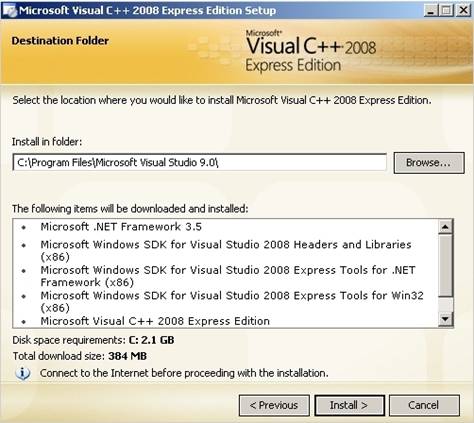 Microsoft Visual C++ 2008 Express Edition Setup
Destination Folder
Microsoft®
Visual C++ 2008
Express Edition
Select the location where you would like to install Microsoft Visual C++ 2008 Express Edition.
Install in folder:
C:\Program Files\Microsoft Visual Studio 9.0\
Browse...
The following items will be downloaded and installed:
Microsoft .NET Framework 3.5
Microsoft Windows SDK for Visual Studio 2008 Headers and Libraries
(x86)
Microsoft Windows SDK for Visual Studio 2008 Express Tools for .NET
Framework (x86)
Microsoft Windows SDK for Visual Studio 2008 Express Tools for Win32
(x86)
Microsoft Visual C++ 2008 Express Edition
Disk space requirements: C: 2.1 GB
Total download size: 384 MB
Connect to the Internet before proceeding with the installation.
< Previous
Install >
Cancel